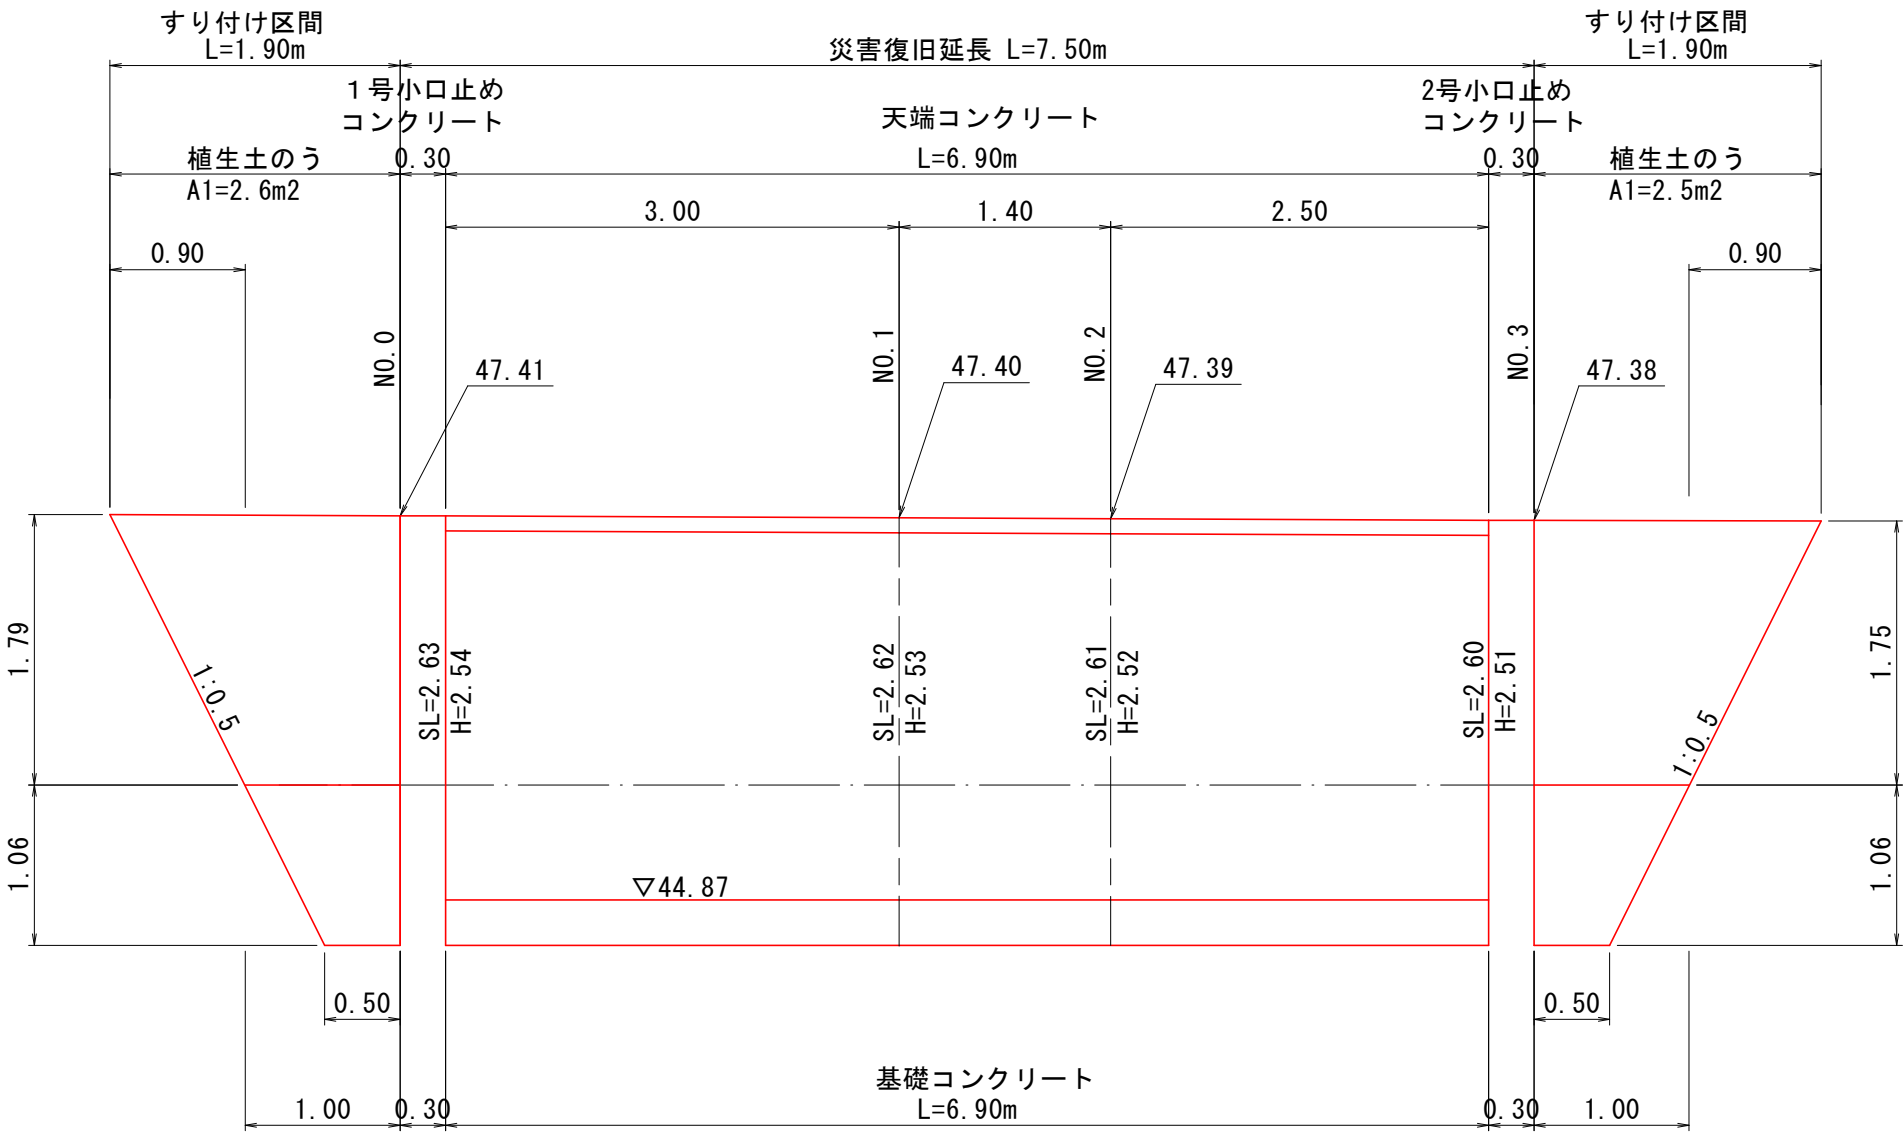 すり付け区間
L=1.90m
災害復旧延長 L=7.50m
すり付け区間
L=1.90m
1号小口止め
コンクリート
天端コンクリート
2号小口止め
コンクリート
植生土のう
A1=2.6m2
0.30
L=6.90m
0.30
植生土のう
A1=2.5m2
3.00
1.40
2.50
0.90
0.90
NO.0
47.41
NO.1
47.40
NO.2
47.39
NO.3
47.38
1.79
1:0.5
SL=2.63
H=2.54
SL=2.62
H=2.53
SL=2.61
H=2.52
SL=2.60
H=2.51
1:0.5
1.75
1.06
▽44.87
1.06
0.50
0.50
基礎コンクリート
1.00
0.30
L=6.90m
0.30
1.00